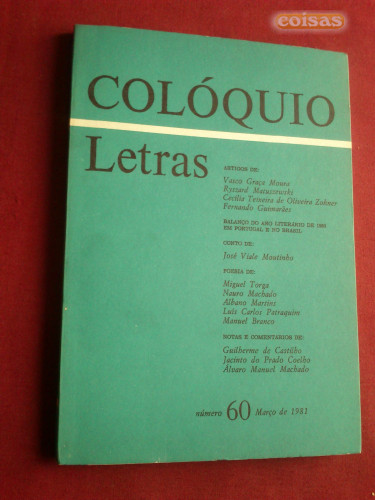 coisas
COLÓQUIO
Letras
ARTIGOS DE:
Vasco Graça Moura
Ryszard Matuszewski
Cecília Teixeira de Oliveira Zokner
Fernando Guimarães
BALANÇO DO ANO LITERÁRIO DE 1980
EM PORTUGAL E NO BRASIL
CONTO DE:
José Viale Moutinho
POESIA DE:
Miguel Torga
Nauro Machado
Albano Martins
Luís Carlos Patraquim
Manuel Branco
NOTAS E COMENTÁRIOS DE:
Guilherme de Castilho
Jacinto do Prado Coelho
Álvaro Manuel Machado
número 60 Março de 1981